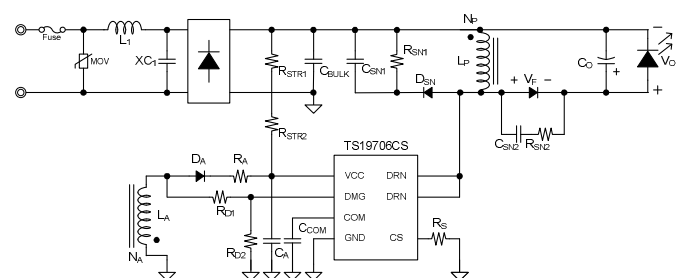 Fuse
MOV
L1
XC1
RSTR1
CBULK
CSN1
RSN1
DSN
NP
LP
+ VF −
CO
+
−
VO
+
RSTR2
CSN2
RSN2
TS19706CS
DA
RA
VCC
DRN
DMG
DRN
COM
GND
CS
LA
NA
RD1
RD2
CA
CCOM
RS